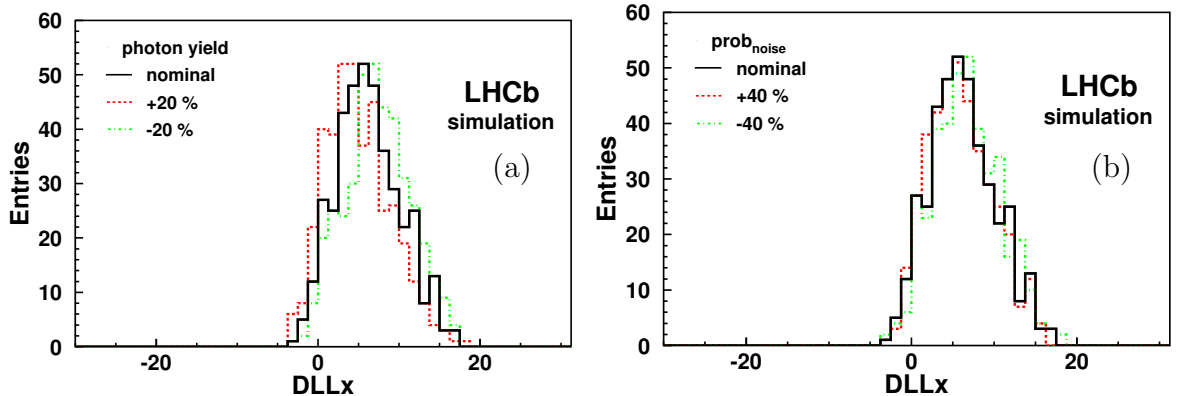 60
50
40
30
20
10
0
Entries
photon yield
nominal
+20 %
-20 %
LHCb
simulation
(a)
-20
0
20
DLLx
60
50
40
30
20
10
0
Entries
prob_noise
nominal
+40 %
-40 %
LHCb
simulation
(b)
-20
0
20
DLLx